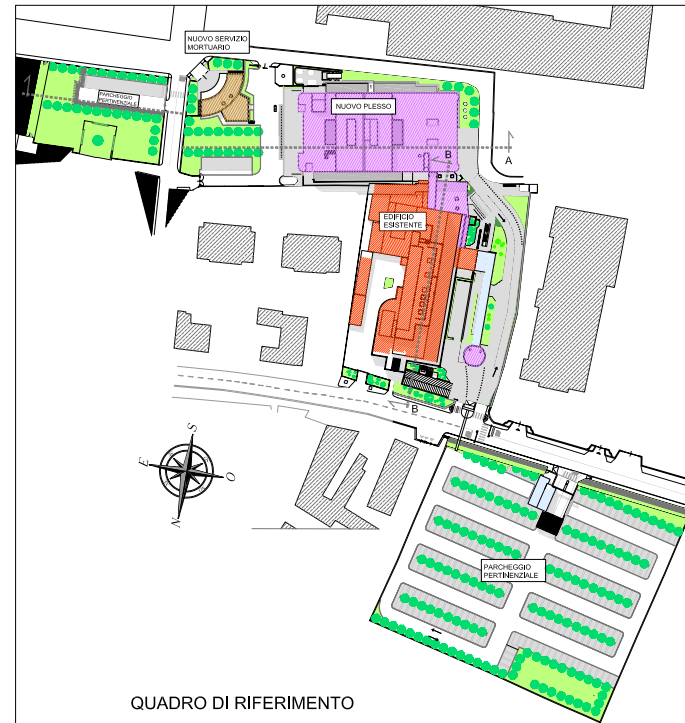 NUOVO SERVIZIO
MORTUARIO
PARCHEGGIO
PERTINENZIALE
NUOVO PLESSO
A
B
EDIFICIO
ESISTENTE
B
S
E
O
N
PARCHEGGIO
PERTINENZIALE
QUADRO DI RIFERIMENTO